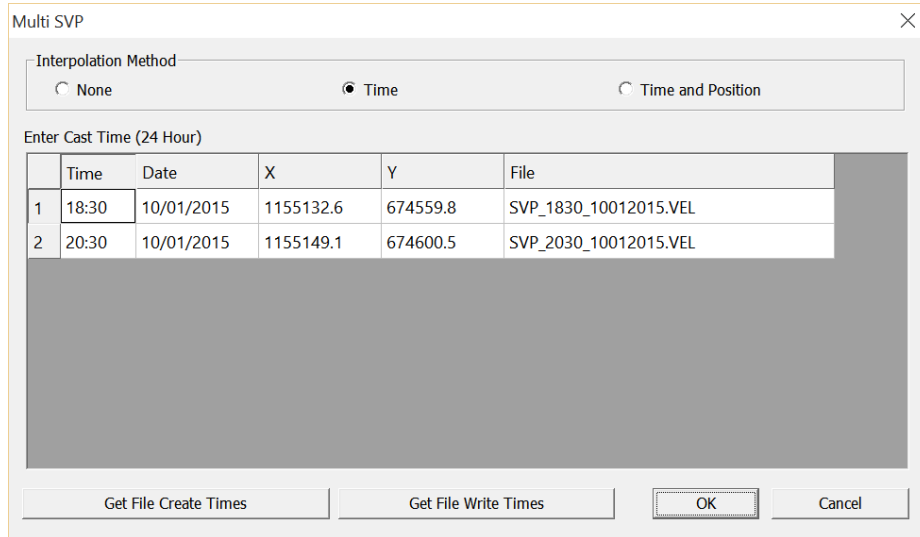 Multi SVP
Interpolation Method
None Time Time and Position
Enter Cast Time (24 Hour)
Time Date X Y File
1 18:30 10/01/2015 1155132.6 674559.8 SVP_1830_10012015.VEL
2 20:30 10/01/2015 1155149.1 674600.5 SVP_2030_10012015.VEL
Get File Create Times Get File Write Times OK Cancel